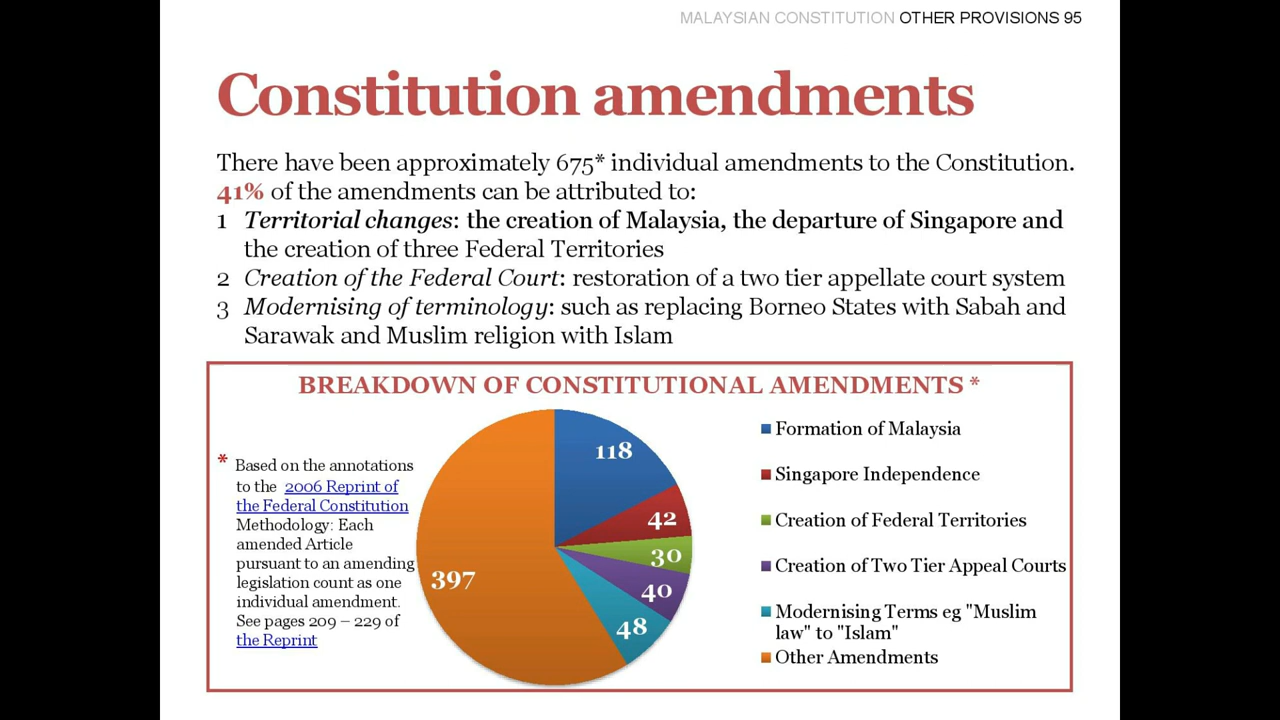 MALAYSIAN CONSTITUTION OTHER PROVISIONS 95
Constitution amendments
There have been approximately 675* individual amendments to the Constitution.
41% of the amendments can be attributed to:
1 Territorial changes: the creation of Malaysia, the departure of Singapore and
the creation of three Federal Territories
2 Creation of the Federal Court: restoration of a two tier appellate court system
3 Modernising of terminology: such as replacing Borneo States with Sabah and
Sarawak and Muslim religion with Islam
BREAKDOWN OF CONSTITUTIONAL AMENDMENTS *
* Based on the annotations
to the 2006 Reprint of
the Federal Constitution
Methodology: Each
amended Article
pursuant to an amending
legislation count as one
individual amendment.
See pages 209 – 229 of
the Reprint
118
42
30
40
48
397
Formation of Malaysia
Singapore Independence
Creation of Federal Territories
Creation of Two Tier Appeal Courts
Modernising Terms eg "Muslim
law" to "Islam"
Other Amendments